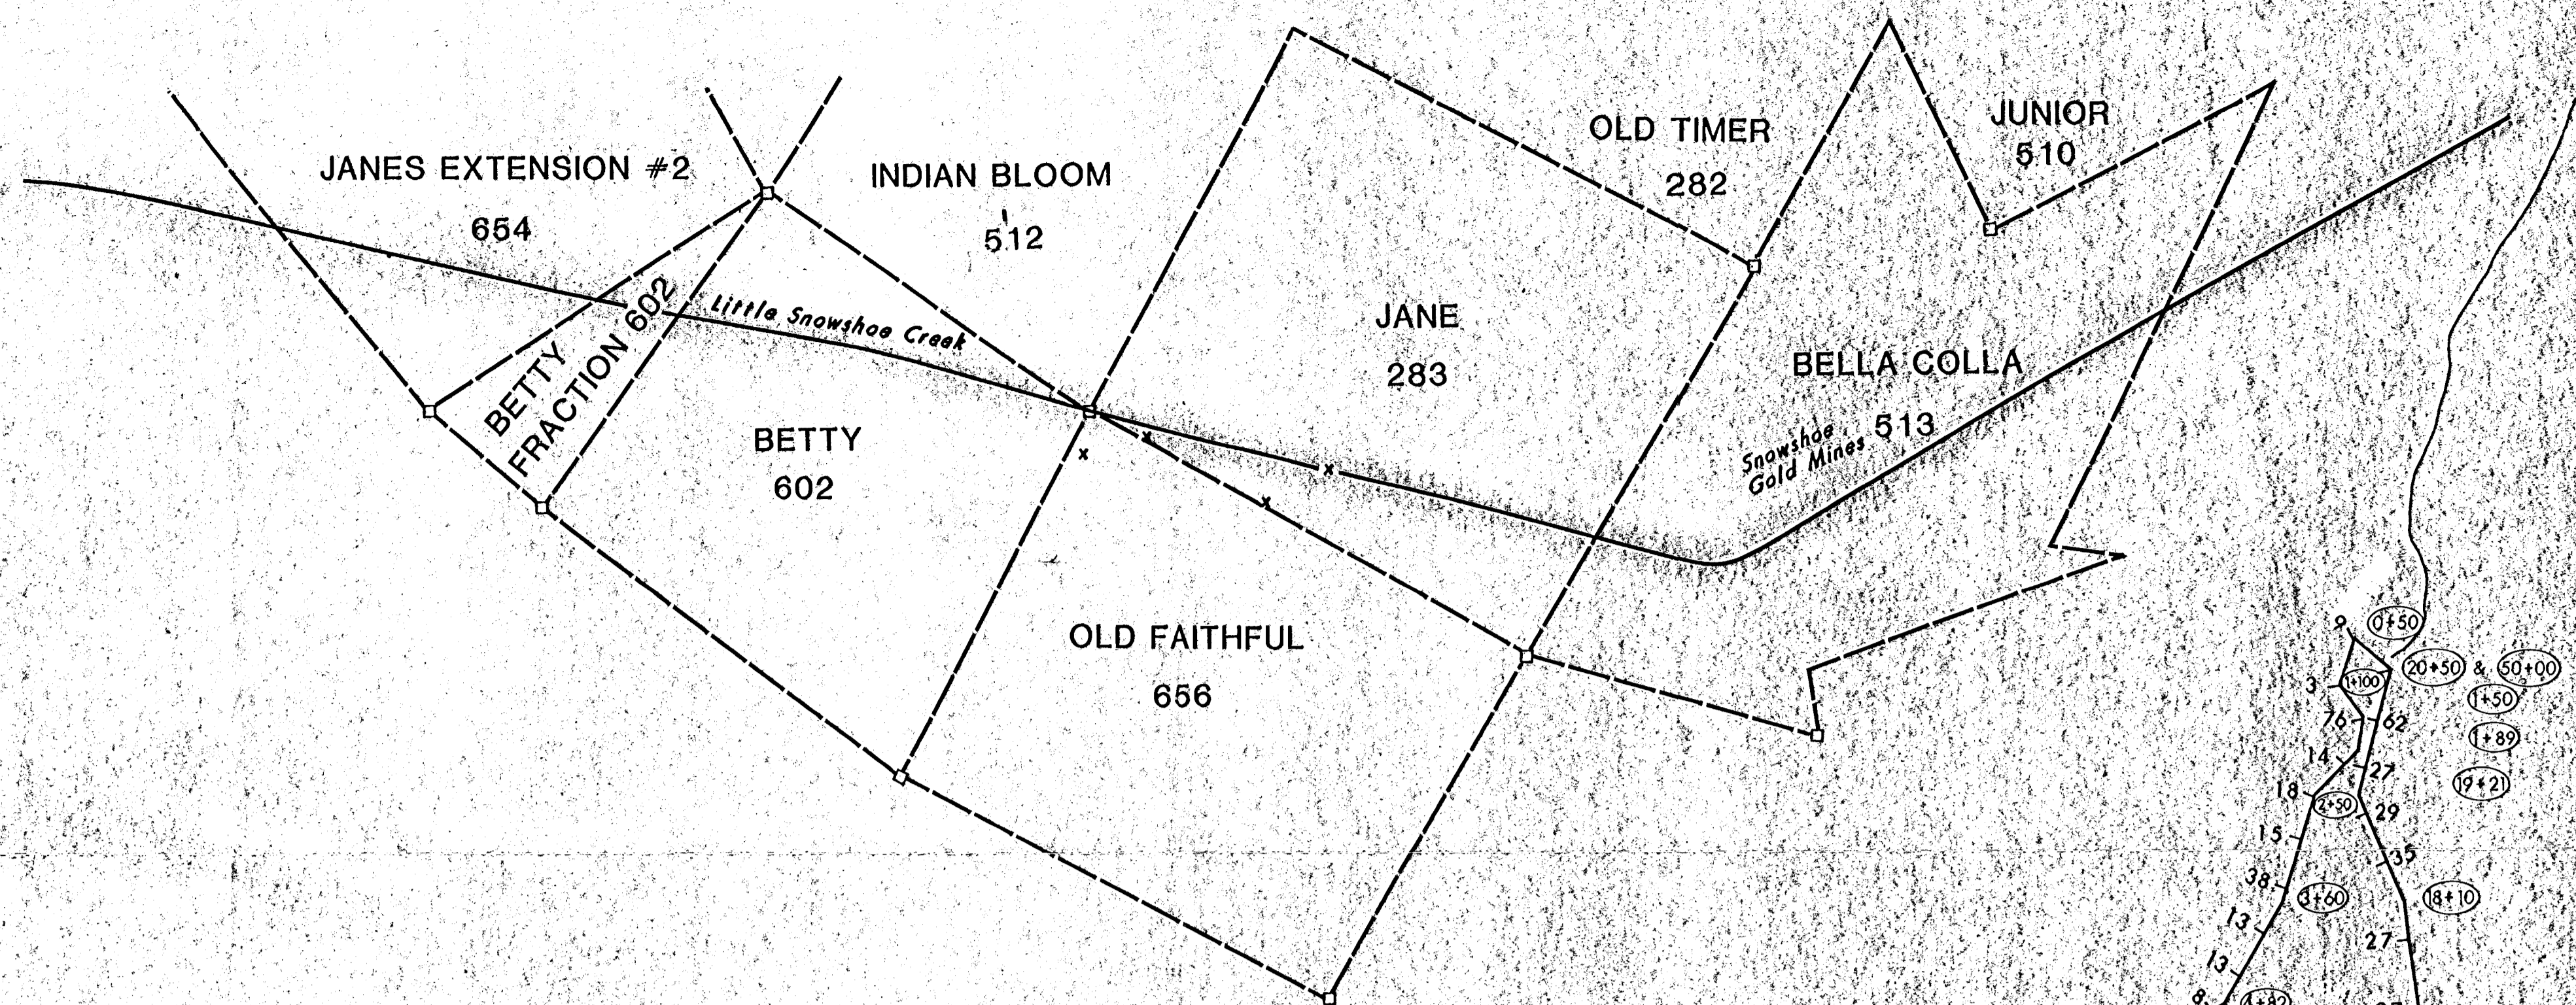 JANES EXTENSION #2
654
INDIAN BLOOM
512
OLD TIMER
282
JUNIOR
510
BETTY
FRACTION 602
Little Snowshoe Creek
JANE
283
BELLA COLLA
513
Snowshoe
Gold Mines
BETTY
602
OLD FAITHFUL
656
9
0+50
20+50 & 50+00
3
1+100
1+50
76
62
1+89
14
27
19+21
18
2+50
29
15
35
38
3+60
18+10
13
27
13
8
4+82